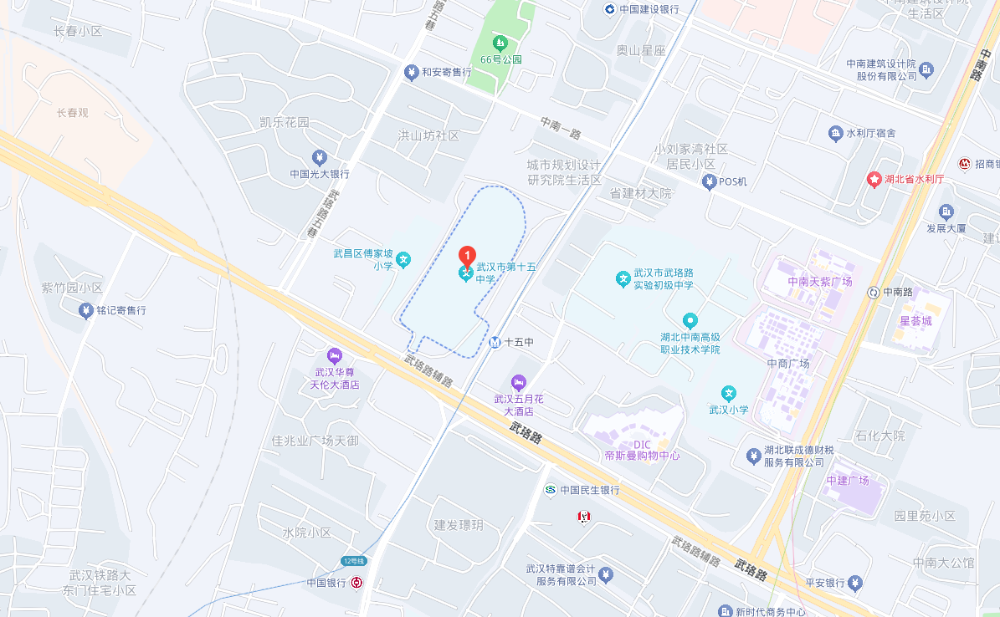 长春小区
武珞路五巷
中国建设银行
中南建筑设计院
生活区
奥山星座
66号公园
和安寄售行
中南建筑设计院
股份有限公司
中南路
长春观
凯乐花园
洪山坊社区
中南一路
水利厅宿舍
中国光大银行
城市规划设计
研究院生活区
小刘家湾社区
居民小区
招商银
POS机
湖北省水利厅
省建材大院
武珞路五巷
发展大厦
建设
武昌区傅家坡
小学
1
武汉市第十五
中学
武汉市武珞路
实验初级中学
中南天紫广场
紫竹园小区
中南路
铭记寄售行
星荟城
湖北中南高级
职业技术学院
十五中
中商广场
武汉华尊
天伦大酒店
武珞路辅路
武汉五月花
大酒店
武汉小学
佳兆业广场天御
武珞路
DIC
帝斯曼购物中心
石化大院
湖北联成德财税
服务有限公司
中建广场
中国民生银行
园里苑小区
建发璟玥
水院小区
武珞路辅路
12号线
武珞路
中南大公馆
武汉铁路大
东门住宅小区
中国银行
武汉特靠谱会计
服务有限公司
平安银行
新时代商务中心